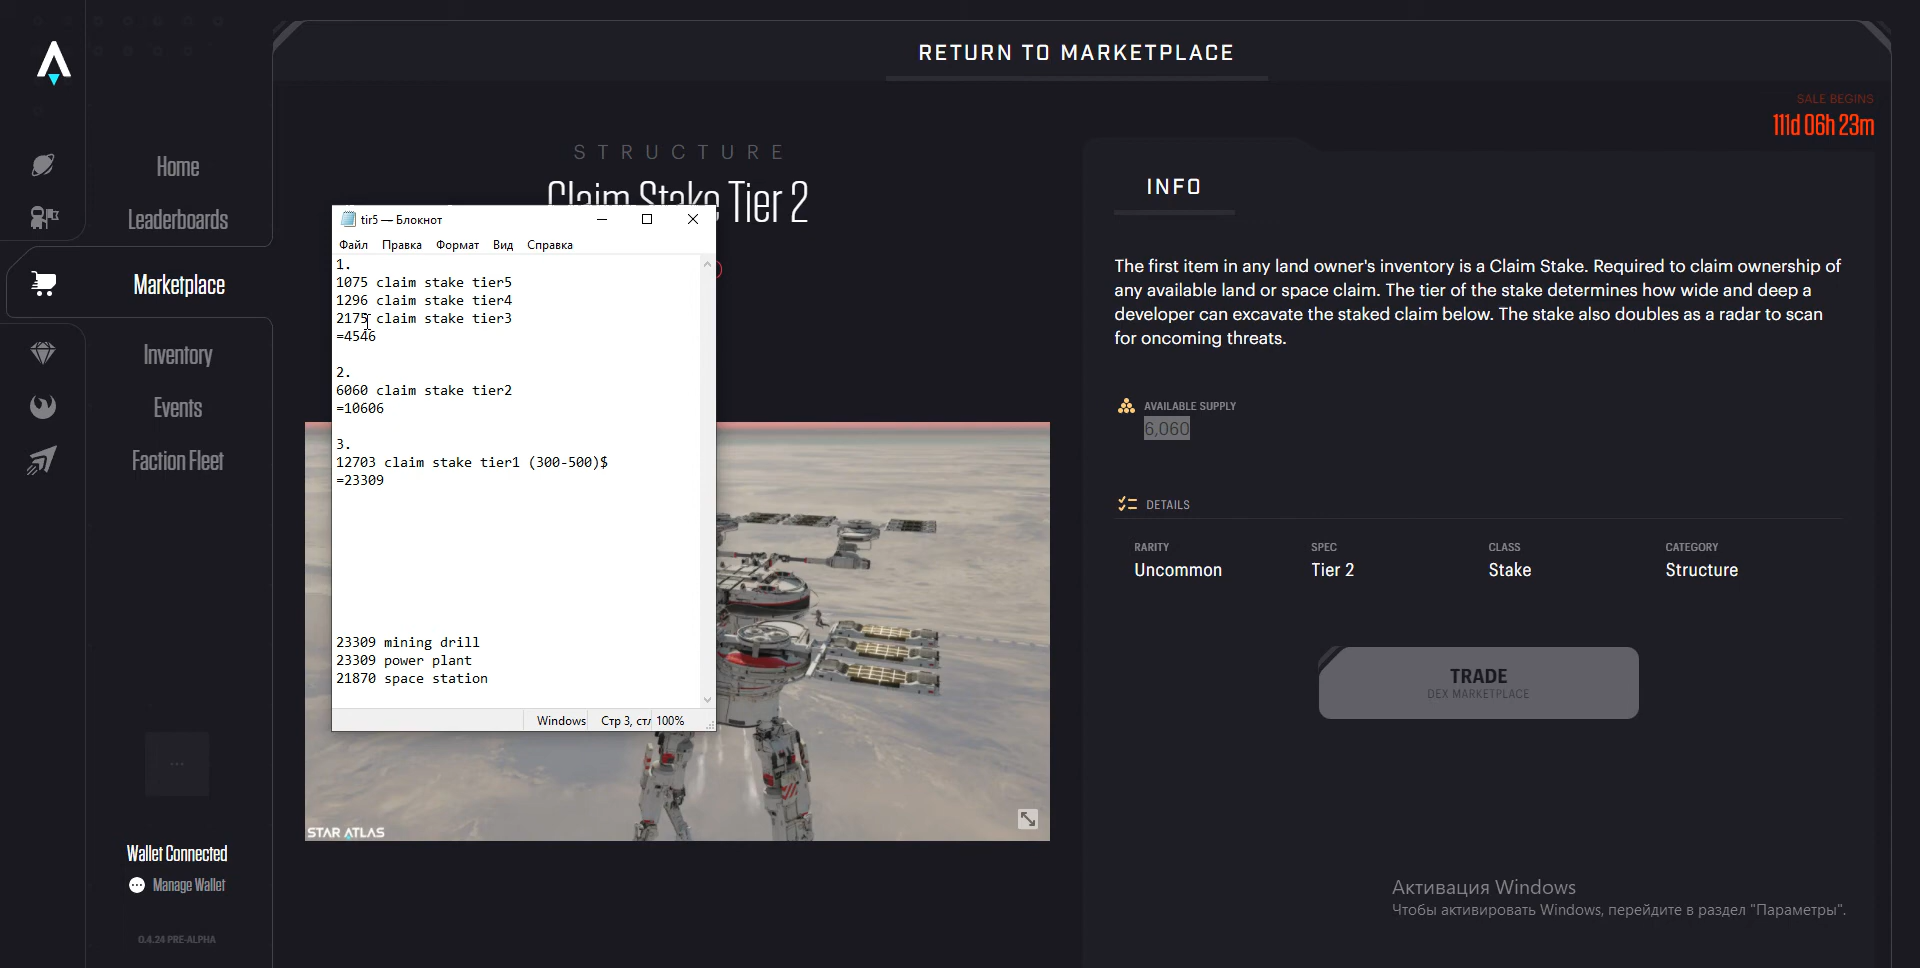 RETURN TO MARKETPLACE
SALE BEGINS
111d 06h 23m
Home
Leaderboards
Marketplace
Inventory
Events
Faction Fleet
...
Wallet Connected
Manage Wallet
0.4.24 PRE-ALPHA
STRUCTURE
Claim Stake Tier 2
tir5 — Блокнот
Файл Правка Формат Вид Справка
1.
1075 claim stake tier5
1296 claim stake tier4
2175 claim stake tier3
=4546
2.
6060 claim stake tier2
=10606
3.
12703 claim stake tier1 (300-500)$
=23309
23309 mining drill
23309 power plant
21870 space station
Windows Стр 3, стл 100%
STAR ATLAS
INFO
The first item in any land owner's inventory is a Claim Stake. Required to claim ownership of
any available land or space claim. The tier of the stake determines how wide and deep a
developer can excavate the staked claim below. The stake also doubles as a radar to scan
for oncoming threats.
AVAILABLE SUPPLY
6,060
DETAILS
RARITY SPEC CLASS CATEGORY
Uncommon Tier 2 Stake Structure
TRADE
DEX MARKETPLACE
Активация Windows
Чтобы активировать Windows, перейдите в раздел "Параметры".